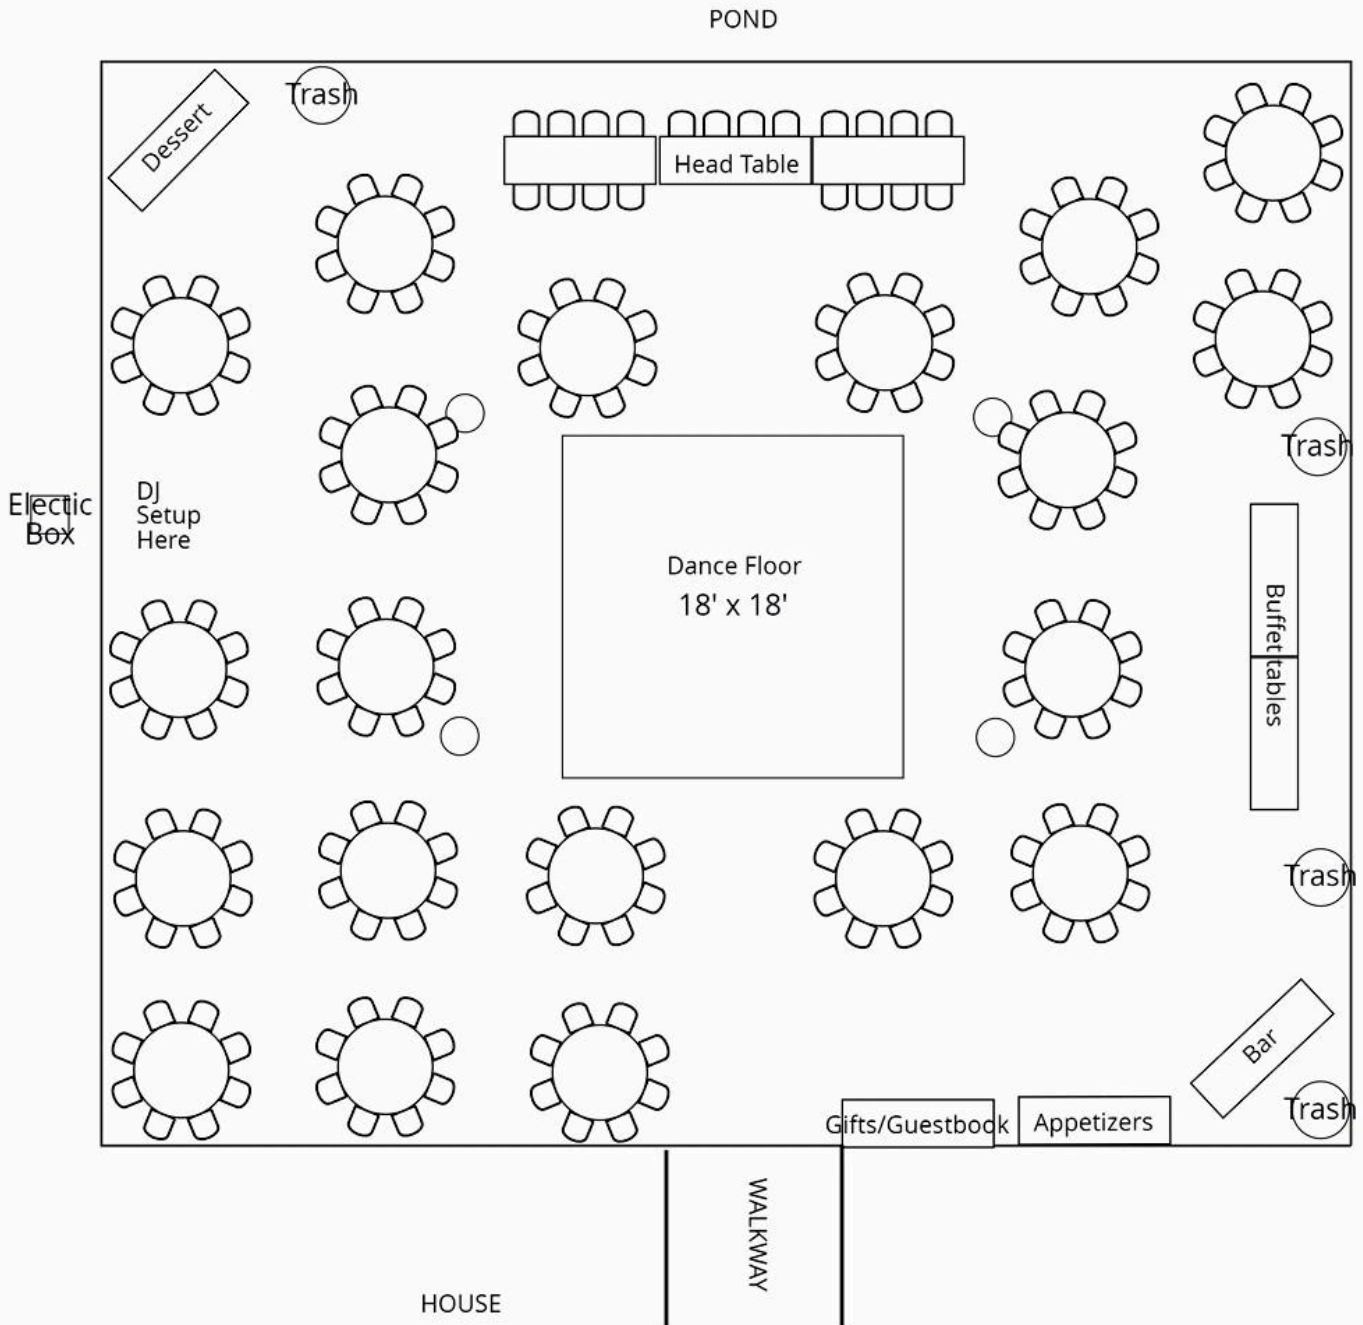 POND
Trash
Dessert
Head Table
Trash
Electic
Box
DJ
Setup
Here
Dance Floor
18' x 18'
Buffet tables
Trash
Bar
Trash
Gifts/Guestbook
Appetizers
WALKWAY
HOUSE